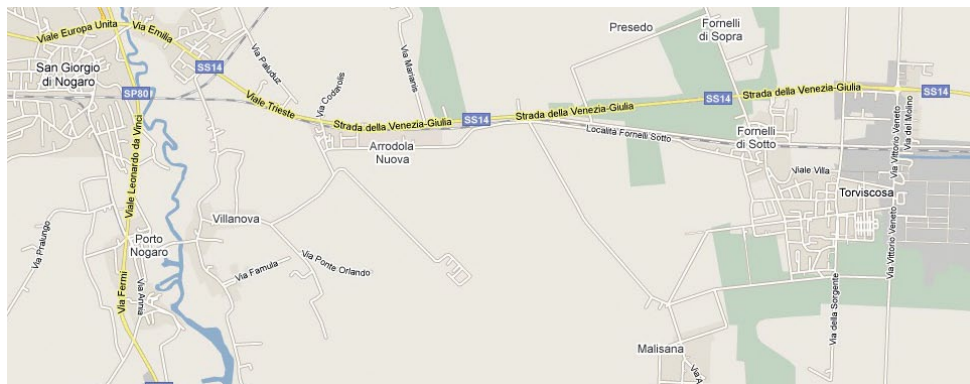 Viale Europa Unita
Via Emilia
SS14
San Giorgio
di Nogaro
SP80
Via Paluduz
Via Codarolis
Via Marianis
Viale Trieste
Strada della Venezia-Giulia
SS14
Strada della Venezia-Giulia
SS14
Strada della Venezia-Giulia
SS14
Presedo
Fornelli
di Sopra
Arrodola
Nuova
Località Fornelli Sotto
Fornelli
di Sotto
Via Vittorio Veneto
Via del Molino
Viale Villa
Torviscosa
Viale Leonardo da Vinci
Villanova
Via Pralungo
Porto
Nogaro
Via Famula
Via Ponte Orlando
Via Fermi
Via Annia
Via della Sorgente
Via Vittorio Veneto
Malisana